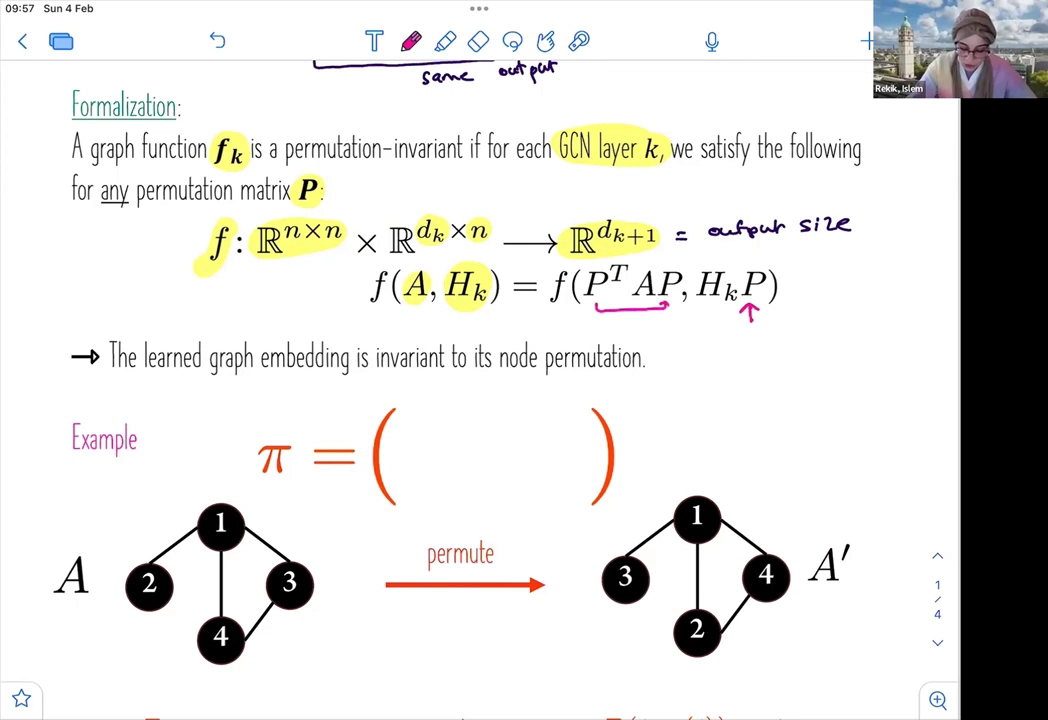 09:57 Sun 4 Feb
T
Rekik, Islem
same output
Formalization:
A graph function f_k is a permutation-invariant if for each GCN layer k, we satisfy the following
for any permutation matrix P:
f : ℝ^{n×n} × ℝ^{d_k×n} ⟶ ℝ^{d_{k+1}} = output size
f(A, H_k) = f(P^T AP, H_k P)
→ The learned graph embedding is invariant to its node permutation.
Example
π = ( )
A
1
2
3
4
permute
1
3
4
2
A′
1
/
4